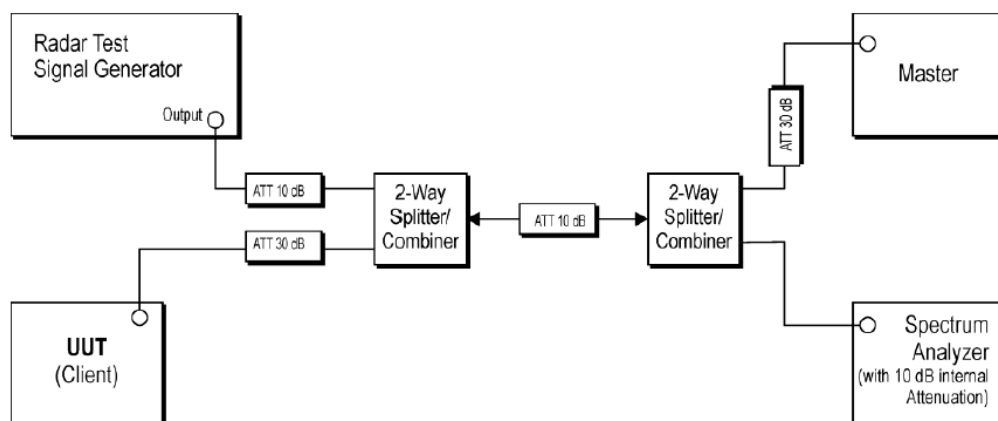 Radar Test
Signal Generator
Output
ATT 10 dB
ATT 30 dB
UUT
(Client)
2-Way
Splitter/
Combiner
ATT 10 dB
2-Way
Splitter/
Combiner
ATT 30 dB
Master
Spectrum
Analyzer
(with 10 dB internal
Attenuation)